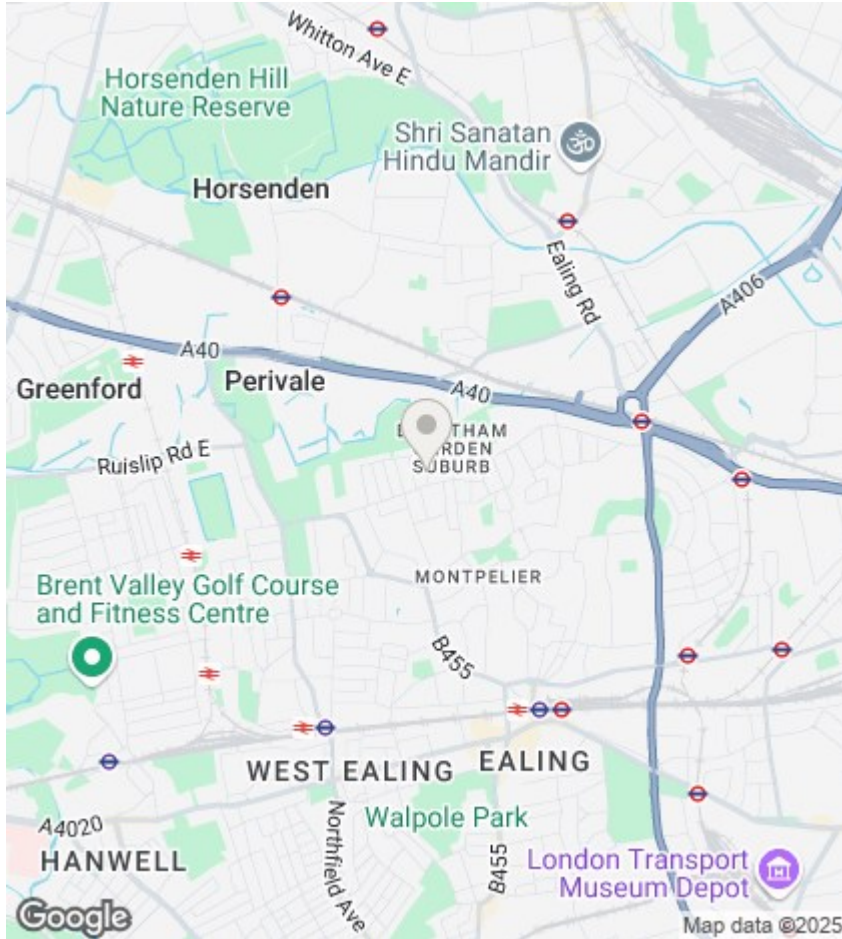 Whitton Ave E
Horsenden Hill
Nature Reserve
Shri Sanatan
Hindu Mandir
Horsenden
Ealing Rd
A406
A40
Greenford
Perivale
A40
GARDEN
SUBURB
Ruislip Rd E
MONTPELIER
Brent Valley Golf Course
and Fitness Centre
B455
WEST EALING
EALING
Walpole Park
A4020
Northfield Ave
B455
HANWELL
London Transport
Museum Depot
Google
Map data ©2025